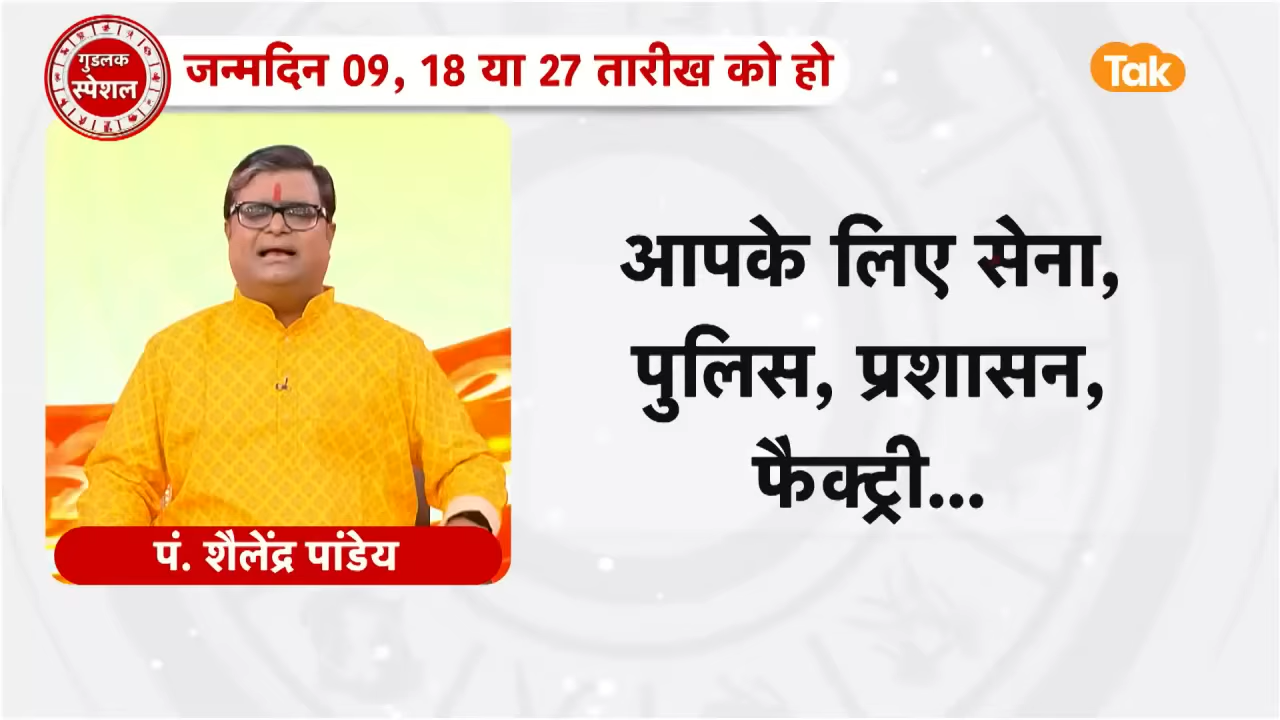 गुडलक
स्पेशल
जन्मदिन 09, 18 या 27 तारीख को हो
Tak
आपके लिए सेना,
पुलिस, प्रशासन,
फैक्ट्री...
पं. शैलेंद्र पांडेय